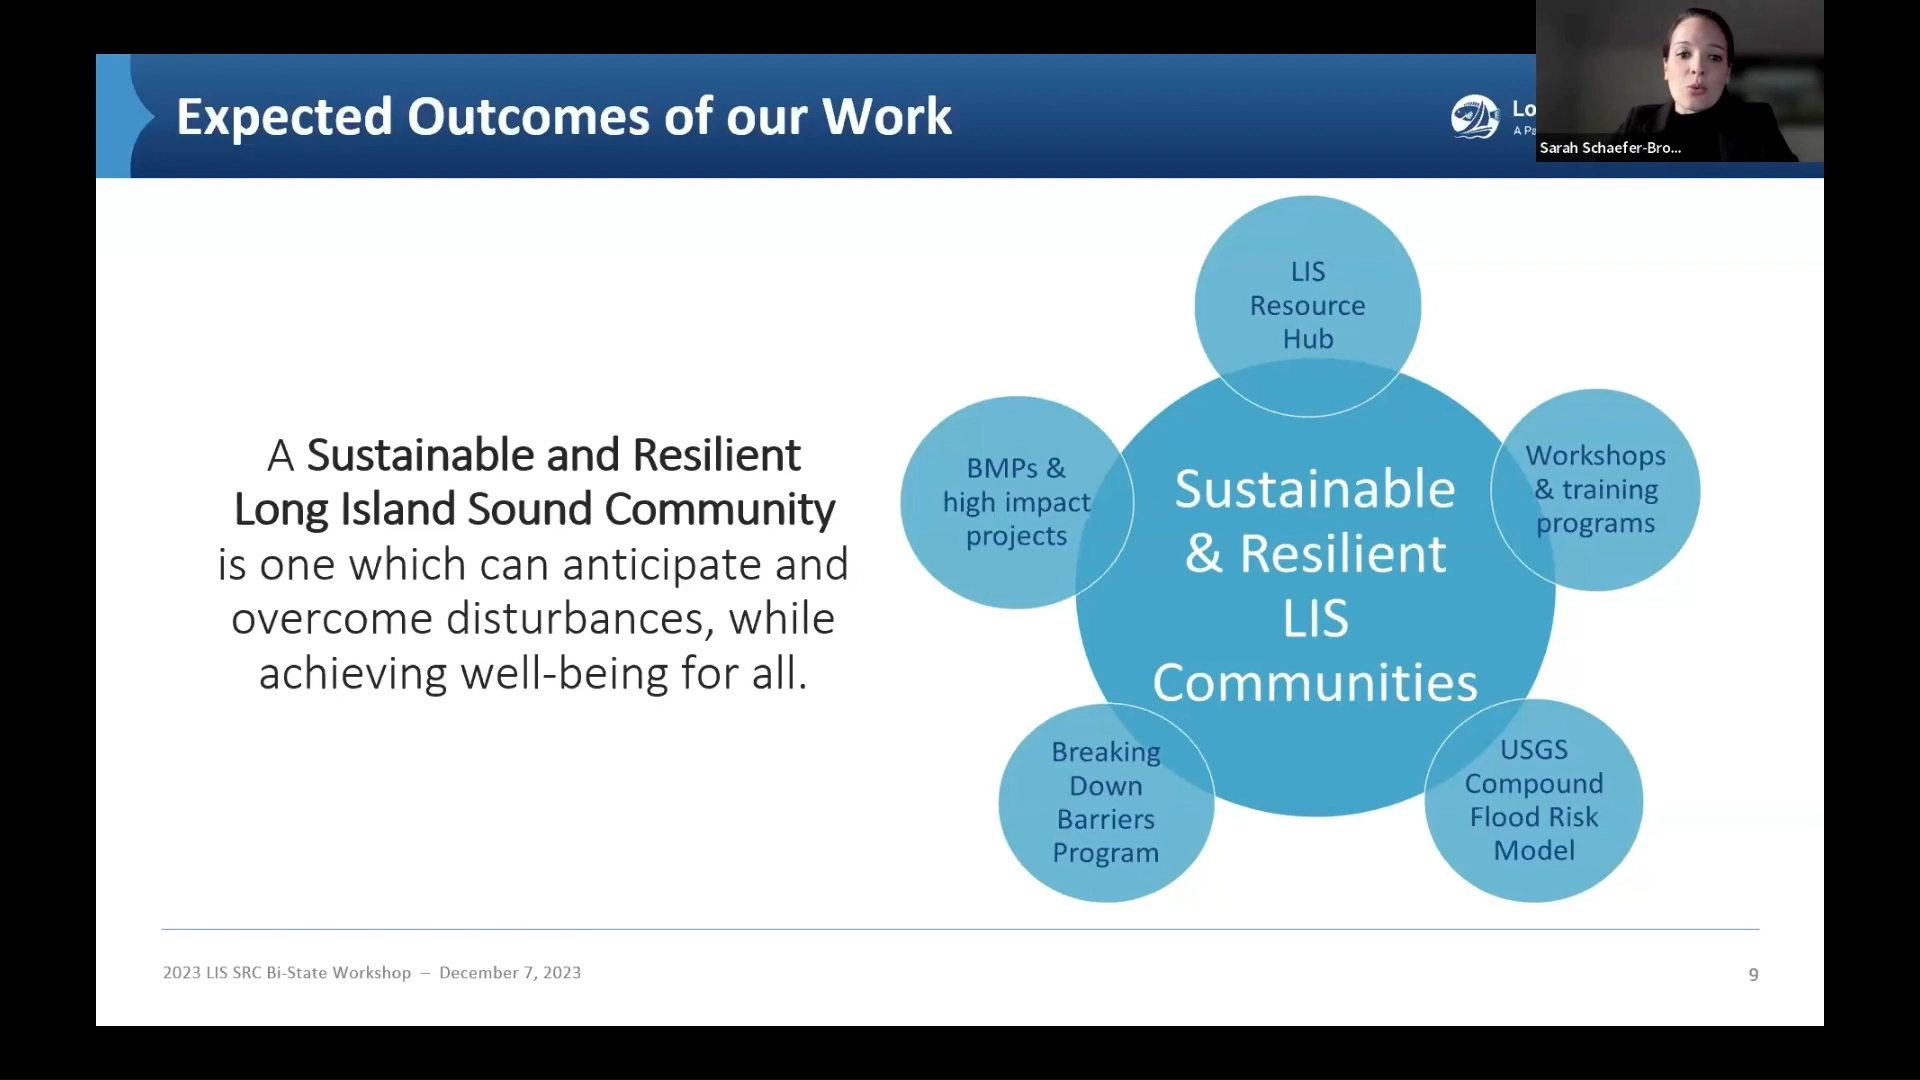 Expected Outcomes of our Work
Lo
A Pa
Sarah Schaefer-Bro...
A Sustainable and Resilient
Long Island Sound Community
is one which can anticipate and
overcome disturbances, while
achieving well-being for all.
LIS
Resource
Hub
BMPs &
high impact
projects
Workshops
& training
programs
Sustainable
& Resilient
LIS
Communities
Breaking
Down
Barriers
Program
USGS
Compound
Flood Risk
Model
2023 LIS SRC Bi-State Workshop – December 7, 2023
9